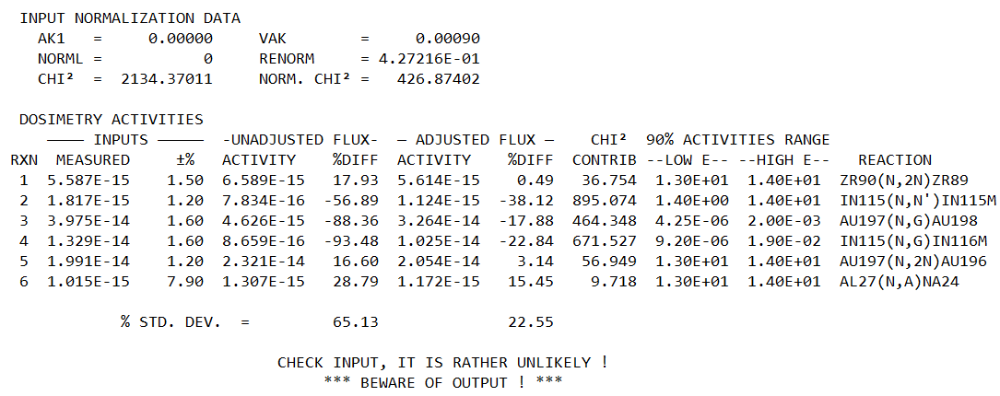 INPUT NORMALIZATION DATA
AK1 = 0.00000 VAK = 0.00090
NORML = 0 RENORM = 4.27216E-01
CHI² = 2134.37011 NORM. CHI² = 426.87402
DOSIMETRY ACTIVITIES
———— INPUTS ————— -UNADJUSTED FLUX- — ADJUSTED FLUX — CHI² 90% ACTIVITIES RANGE
RXN MEASURED ±% ACTIVITY %DIFF ACTIVITY %DIFF CONTRIB --LOW E-- --HIGH E-- REACTION
1 5.587E-15 1.50 6.589E-15 17.93 5.614E-15 0.49 36.754 1.30E+01 1.40E+01 ZR90(N,2N)ZR89
2 1.817E-15 1.20 7.834E-16 -56.89 1.124E-15 -38.12 895.074 1.40E+00 1.40E+01 IN115(N,N')IN115M
3 3.975E-14 1.60 4.626E-15 -88.36 3.264E-14 -17.88 464.348 4.25E-06 2.00E-03 AU197(N,G)AU198
4 1.329E-14 1.60 8.659E-16 -93.48 1.025E-14 -22.84 671.527 9.20E-06 1.90E-02 IN115(N,G)IN116M
5 1.991E-14 1.20 2.321E-14 16.60 2.054E-14 3.14 56.949 1.30E+01 1.40E+01 AU197(N,2N)AU196
6 1.015E-15 7.90 1.307E-15 28.79 1.172E-15 15.45 9.718 1.30E+01 1.40E+01 AL27(N,A)NA24
% STD. DEV. = 65.13 22.55
CHECK INPUT, IT IS RATHER UNLIKELY !
*** BEWARE OF OUTPUT ! ***